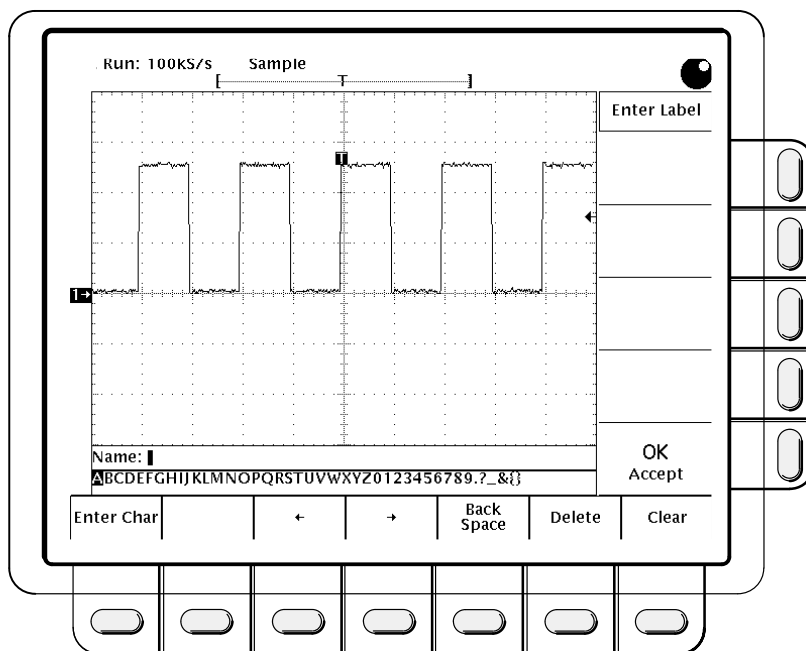 Run: 100kS/s Sample
[ T ]
Enter Label
T
←
1→
Name:
ABCDEFGHIJKLMNOPQRSTUVWXYZ0123456789.?_&{}
OK
Accept
Enter Char
←
→
Back
Space
Delete
Clear